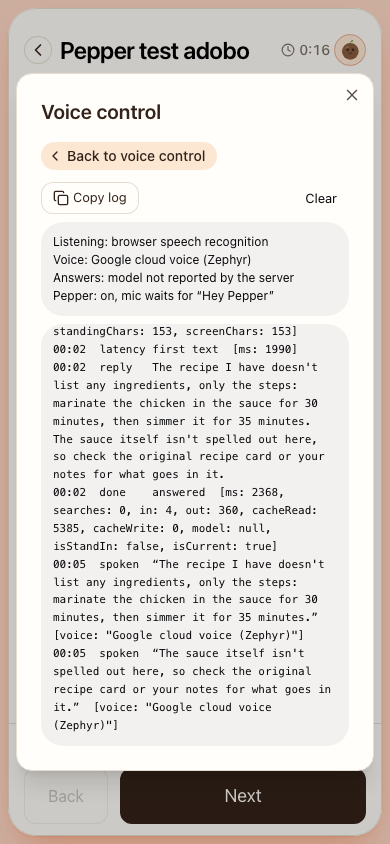 Pepper test adobo
0:16
Voice control
Back to voice control
Copy log
Clear
Listening: browser speech recognition
Voice: Google cloud voice (Zephyr)
Answers: model not reported by the server
Pepper: on, mic waits for “Hey Pepper”
standingChars: 153, screenChars: 153]
00:02  latency first text  [ms: 1990]
00:02  reply   The recipe I have doesn't
list any ingredients, only the steps:
marinate the chicken in the sauce for 30
minutes, then simmer it for 35 minutes.
The sauce itself isn't spelled out here,
so check the original recipe card or your
notes for what goes in it.
00:02  done    answered  [ms: 2368,
searches: 0, in: 4, out: 360, cacheRead:
5385, cacheWrite: 0, model: null,
isStandIn: false, isCurrent: true]
00:05  spoken  “The recipe I have doesn't
list any ingredients, only the steps:
marinate the chicken in the sauce for 30
minutes, then simmer it for 35 minutes.”
[voice: "Google cloud voice (Zephyr)"]
00:05  spoken  “The sauce itself isn't
spelled out here, so check the original
recipe card or your notes for what goes in
it.”  [voice: "Google cloud voice
(Zephyr)"]
Back
Next